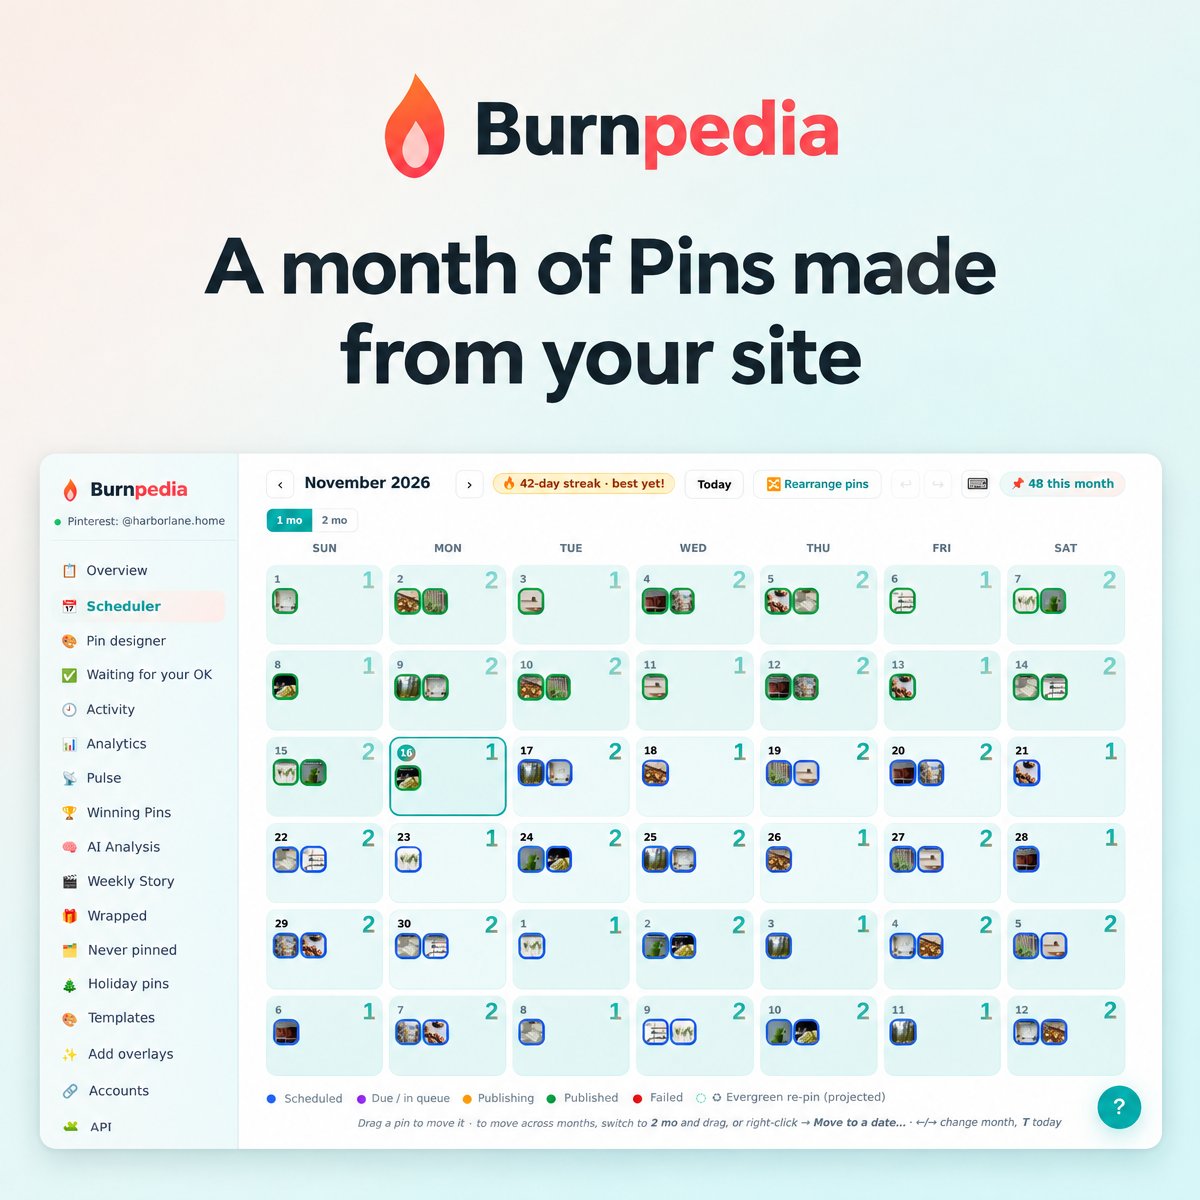 Burnpedia
A month of Pins made
from your site
Burnpedia
Pinterest: @harborlane.home
Overview
Scheduler
Pin designer
Waiting for your OK
Activity
Analytics
Pulse
Winning Pins
AI Analysis
Weekly Story
Wrapped
Never pinned
Holiday pins
Templates
Add overlays
Accounts
API
‹ November 2026 › 42-day streak · best yet! Today Rearrange pins ↩ ↪ 48 this month
1 mo 2 mo
SUN MON TUE WED THU FRI SAT
1 1 2 2 3 1 4 2 5 2 6 1 7 2
8 1 9 2 10 2 11 1 12 2 13 1 14 2
15 2 16 1 17 2 18 1 19 2 20 2 21 1
22 2 23 1 24 2 25 2 26 1 27 2 28 1
29 2 30 2 1 1 2 2 3 1 4 2 5 2
6 1 7 2 8 1 9 2 10 2 11 1 12 2
Scheduled Due / in queue Publishing Published Failed ♻ Evergreen re-pin (projected)
Drag a pin to move it · to move across months, switch to 2 mo and drag, or right-click → Move to a date... · ←/→ change month, T today
?